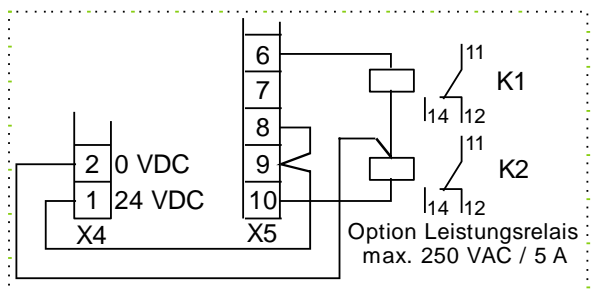 6
7
8
9
10
X5
2 0 VDC
1 24 VDC
X4
11
K1
14 12
11
K2
14 12
Option Leistungsrelais
max. 250 VAC / 5 A